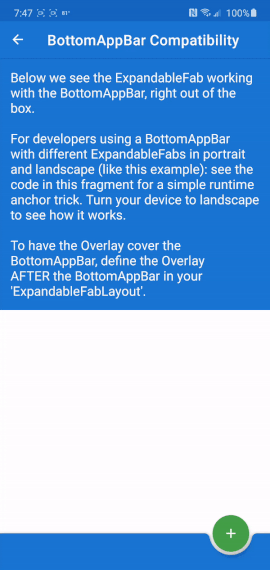 7:47 81°
100%
BottomAppBar Compatibility
Below we see the ExpandableFab working
with the BottomAppBar, right out of the
box.
For developers using a BottomAppBar
with different ExpandableFabs in portrait
and landscape (like this example): see the
code in this fragment for a simple runtime
anchor trick. Turn your device to landscape
to see how it works.
To have the Overlay cover the
BottomAppBar, define the Overlay
AFTER the BottomAppBar in your
'ExpandableFabLayout'.